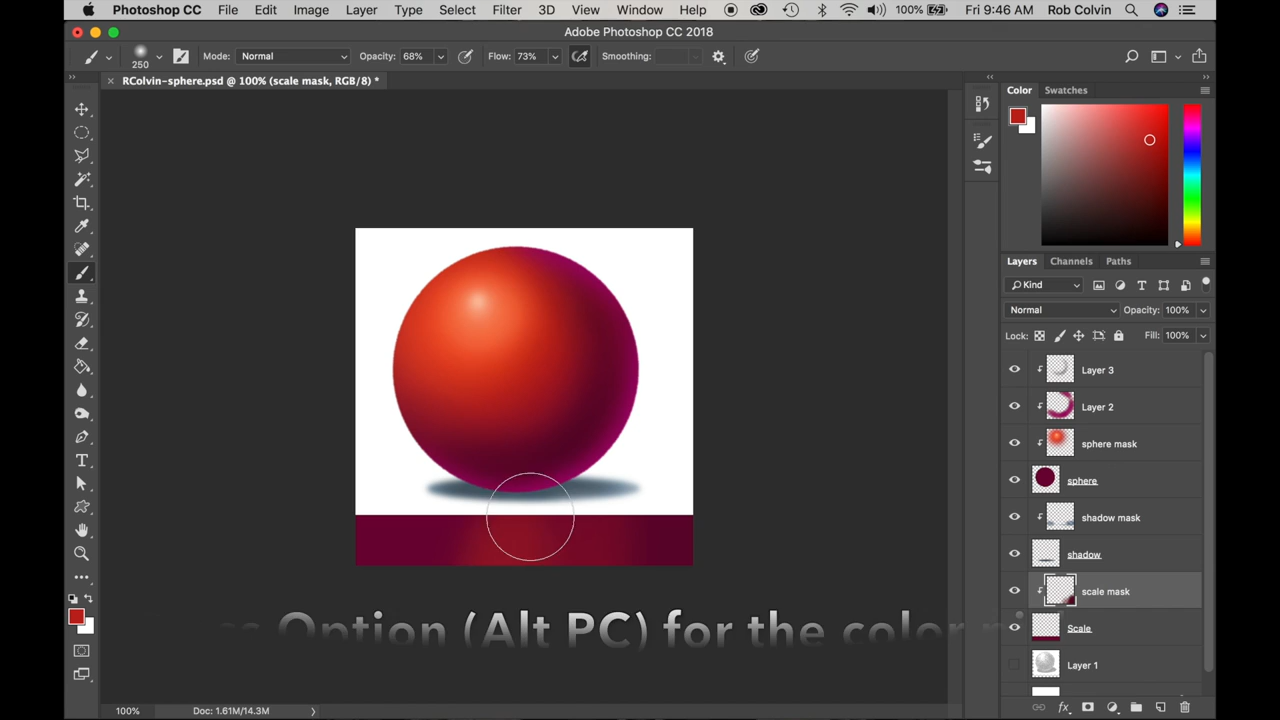 Photoshop CC File Edit Image Layer Type Select Filter 3D View Window Help 100% Fri 9:46 AM Rob Colvin
Adobe Photoshop CC 2018
250 Mode: Normal Opacity: 68% Flow: 73% Smoothing:
RColvin-sphere.psd @ 100% (scale mask, RGB/8) *
Color Swatches
Layers Channels Paths
Kind
Normal Opacity: 100%
Lock: Fill: 100%
Layer 3
Layer 2
sphere mask
sphere
shadow mask
shadow
scale mask
Scale
Layer 1
Option (Alt PC) for the color
100% Doc: 1.61M/14.3M